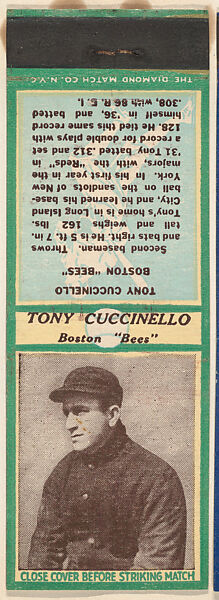 THE DIAMOND MATCH CO. N.Y.C.
TONY CUCCINELLO
BOSTON "BEES"
Second baseman. Throws
and bats right. He is 5 ft. 7 in.
tall and weighs 162 lbs.
Tony's home is in Long Island
City, and he learned his base-
ball on the sandlots of New
York. In his first year in the
majors, with the "Reds" in
'31, Tony batted .312 and set
a record for double plays with
128. He tied this same record
himself in '36, and batted
.308, with 86 R. B. I.
TONY CUCCINELLO
Boston "Bees"
CLOSE COVER BEFORE STRIKING MATCH